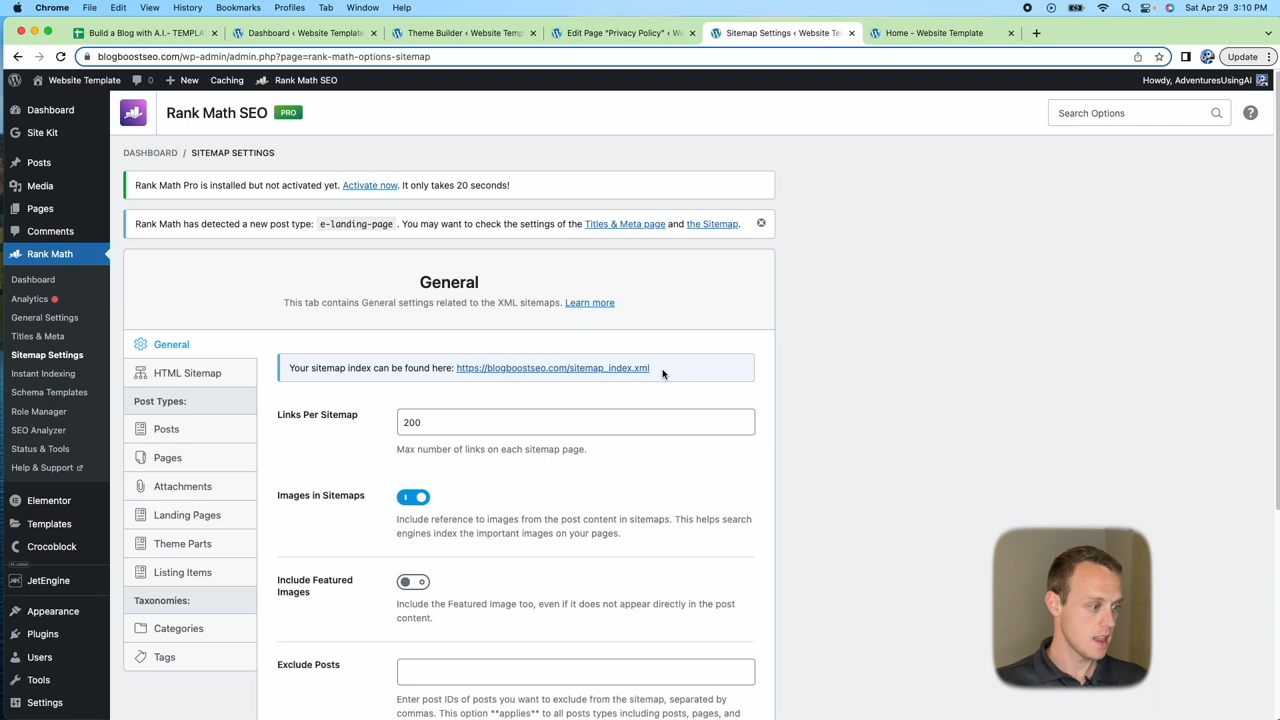 Chrome File Edit View History Bookmarks Profiles Tab Window Help Sat Apr 29 3:10 PM
Build a Blog with A.I.- TEMPLA Dashboard ‹ Website Template Theme Builder ‹ Website Temp Edit Page "Privacy Policy" ‹ We Sitemap Settings ‹ Website Te Home - Website Template
blogboostseo.com/wp-admin/admin.php?page=rank-math-options-sitemap Update
Website Template 0 New Caching Rank Math SEO Howdy, AdventuresUsingAI
Dashboard
Site Kit
Posts
Media
Pages
Comments
Rank Math
Dashboard
Analytics
General Settings
Titles & Meta
Sitemap Settings
Instant Indexing
Schema Templates
Role Manager
SEO Analyzer
Status & Tools
Help & Support
Elementor
Templates
Crocoblock
JetEngine
Appearance
Plugins
Users
Tools
Settings
Rank Math SEO PRO
Search Options
DASHBOARD / SITEMAP SETTINGS
Rank Math Pro is installed but not activated yet. Activate now. It only takes 20 seconds!
Rank Math has detected a new post type: e-landing-page . You may want to check the settings of the Titles & Meta page and the Sitemap.
General
This tab contains General settings related to the XML sitemaps. Learn more
General
HTML Sitemap
Post Types:
Posts
Pages
Attachments
Landing Pages
Theme Parts
Listing Items
Taxonomies:
Categories
Tags
Your sitemap index can be found here: https://blogboostseo.com/sitemap_index.xml
Links Per Sitemap
200
Max number of links on each sitemap page.
Images in Sitemaps
Include reference to images from the post content in sitemaps. This helps search
engines index the important images on your pages.
Include Featured
Images
Include the Featured Image too, even if it does not appear directly in the post
content.
Exclude Posts
Enter post IDs of posts you want to exclude from the sitemap, separated by
commas. This option **applies** to all posts types including posts, pages, and